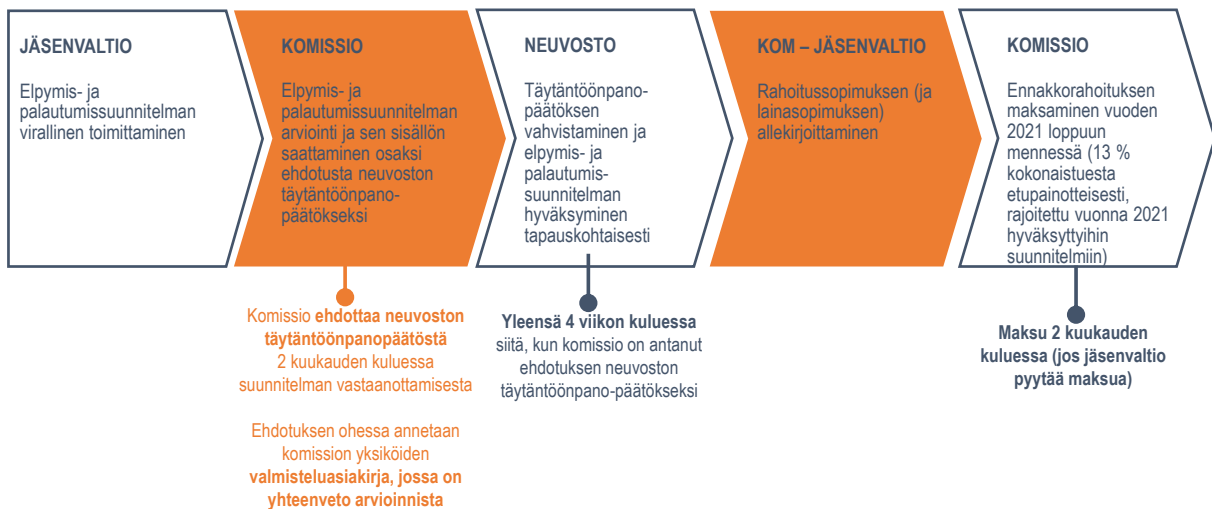 JÄSENVALTIO
Elpymis- ja
palautumissuunnitelman
virallinen toimittaminen
KOMISSIO
Elpymis- ja
palautumissuunnitelman
arviointi ja sen sisällön
saattaminen osaksi
ehdotusta neuvoston
täytäntöönpano-
päätökseksi
NEUVOSTO
Täytäntöönpano-
päätöksen
vahvistaminen ja
elpymis- ja
palautumis-
suunnitelman
hyväksyminen
tapauskohtaisesti
KOM – JÄSENVALTIO
Rahoitussopimuksen (ja
lainasopimuksen)
allekirjoittaminen
KOMISSIO
Ennakkorahoituksen
maksaminen vuoden
2021 loppuun
mennessä (13 %
kokonaistuesta
etupainotteisesti,
rajoitettu vuonna 2021
hyväksyttyihin
suunnitelmiin)
Komissio ehdottaa neuvoston
täytäntöönpanopäätöstä
2 kuukauden kuluessa
suunnitelman vastaanottamisesta
Ehdotuksen ohessa annetaan
komission yksiköiden
valmisteluasiakirja, jossa on
yhteenveto arvioinnista
Yleensä 4 viikon kuluessa
siitä, kun komissio on antanut
ehdotuksen neuvoston
täytäntöönpano-päätökseksi
Maksu 2 kuukauden
kuluessa (jos jäsenvaltio
pyytää maksua)